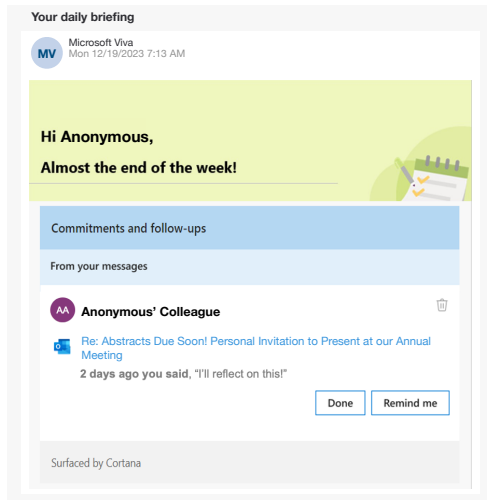 Your daily briefing
MV
Microsoft Viva
Mon 12/19/2023 7:13 AM
Hi Anonymous,
Almost the end of the week!
Commitments and follow-ups
From your messages
AA
Anonymous' Colleague
Re: Abstracts Due Soon! Personal Invitation to Present at our Annual
Meeting
2 days ago you said, “I'll reflect on this!”
Done
Remind me
Surfaced by Cortana